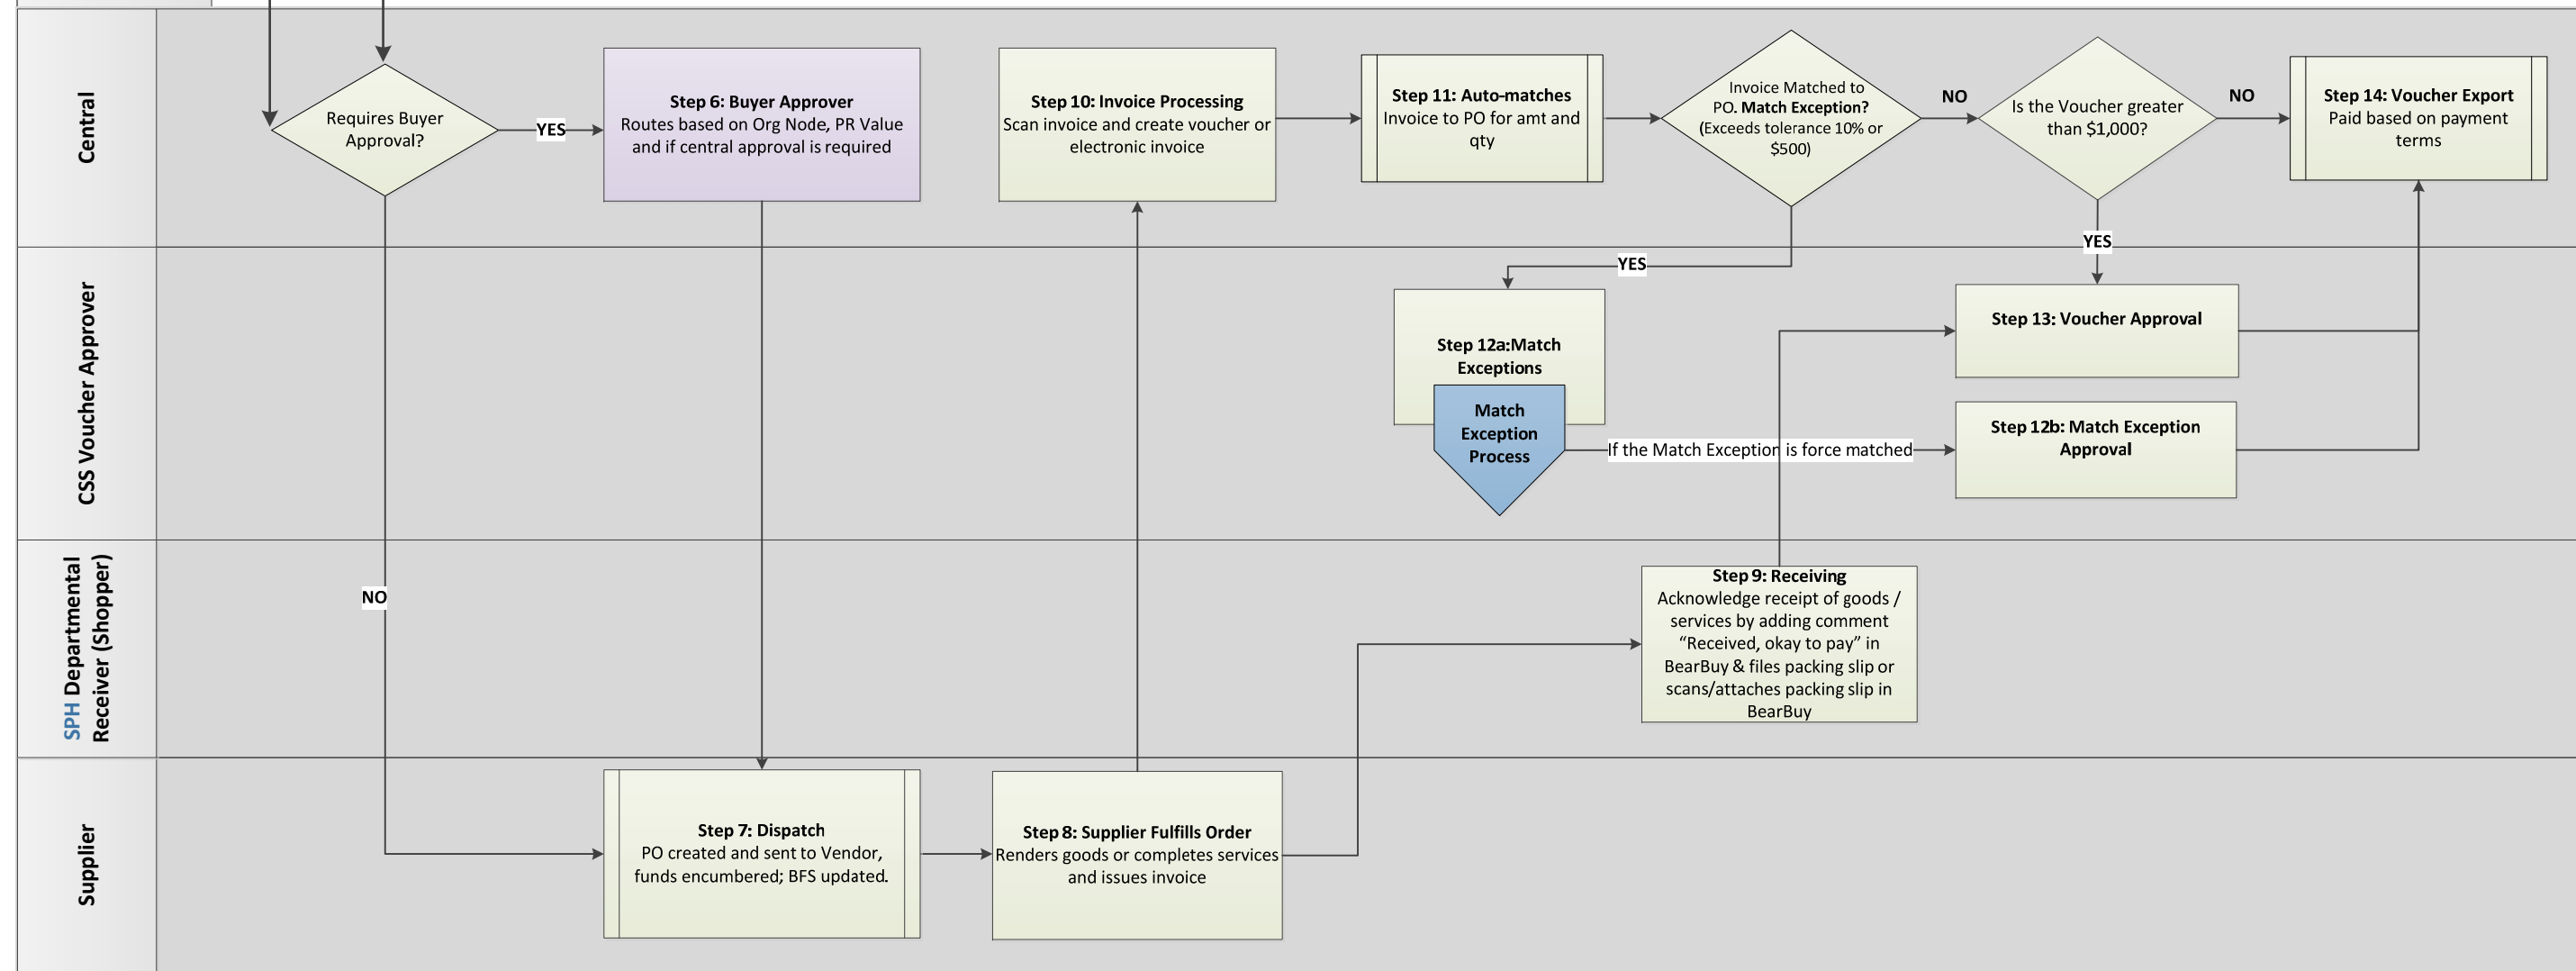 Central
Requires Buyer
Approval?
YES
Step 6: Buyer Approver
Routes based on Org Node, PR Value
and if central approval is required
Step 10: Invoice Processing
Scan invoice and create voucher or
electronic invoice
Step 11: Auto-matches
Invoice to PO for amt and
qty
Invoice Matched to
PO. Match Exception?
(Exceeds tolerance 10% or
$500)
NO
Is the Voucher greater
than $1,000?
NO
Step 14: Voucher Export
Paid based on payment
terms
YES
YES
CSS Voucher Approver
Step 12a:Match
Exceptions
Match
Exception
Process
If the Match Exception is force matched
Step 13: Voucher Approval
Step 12b: Match Exception
Approval
SPH Departmental
Receiver (Shopper)
NO
Step 9: Receiving
Acknowledge receipt of goods /
services by adding comment
“Received, okay to pay” in
BearBuy & files packing slip or
scans/attaches packing slip in
BearBuy
Supplier
Step 7: Dispatch
PO created and sent to Vendor,
funds encumbered; BFS updated.
Step 8: Supplier Fulfills Order
Renders goods or completes services
and issues invoice